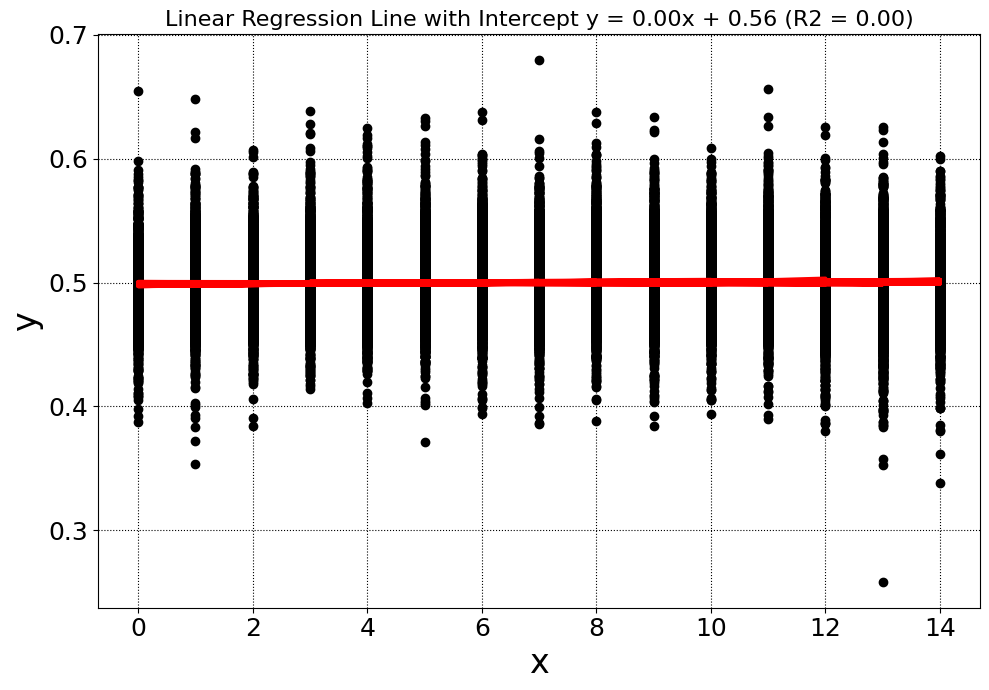 Linear Regression Line with Intercept y = 0.00x + 0.56 (R2 = 0.00)
0.7
0.6
0.5
0.4
0.3
y
0 2 4 6 8 10 12 14
x